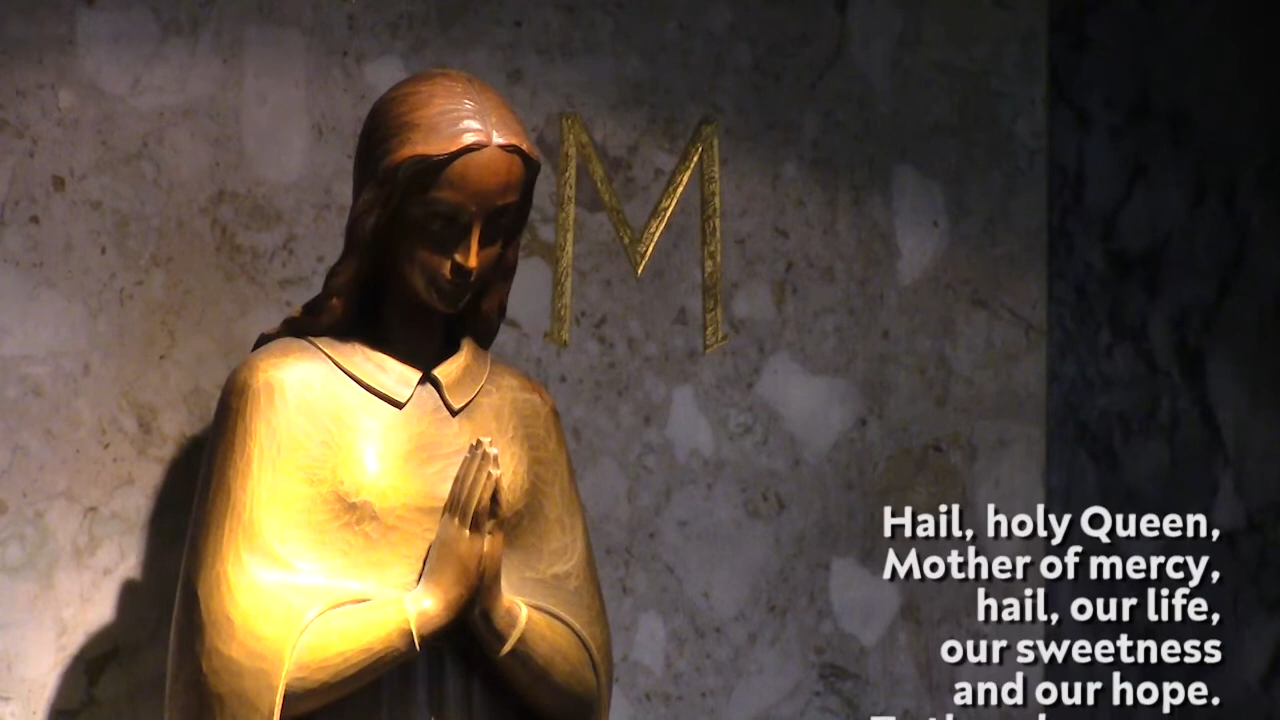 M
Hail, holy Queen,
Mother of mercy,
hail, our life,
our sweetness
and our hope.